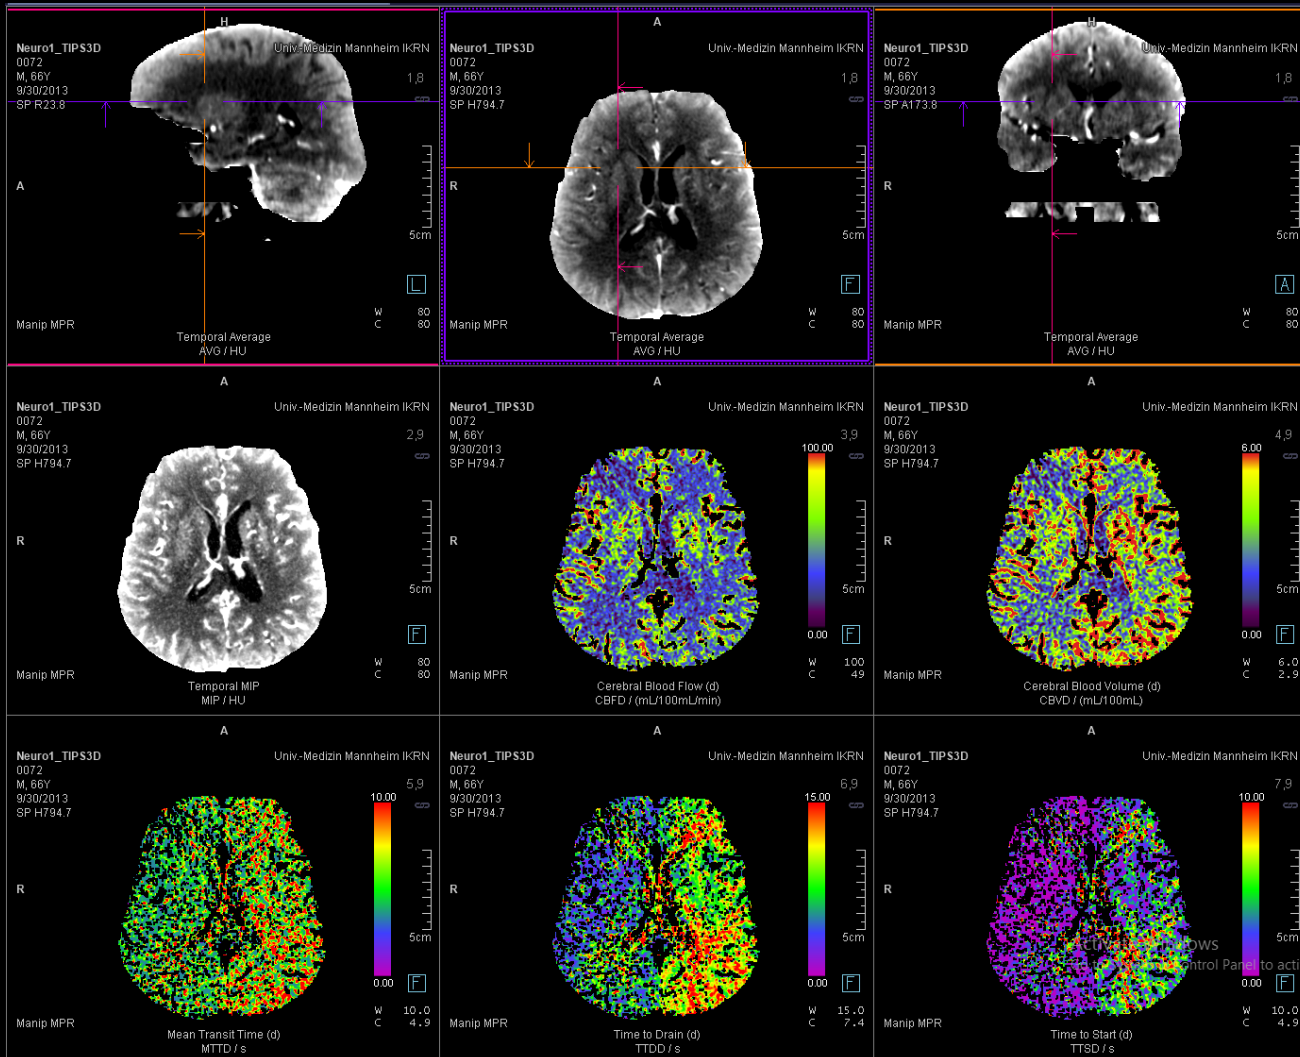 H
Neuro1_TIPS3D
Univ.-Medizin Mannheim IKRN
0072
M, 66Y
9/30/2013
SP R23.8
1,8
A
5cm
L
W 80
C 80
Manip MPR
Temporal Average
AVG / HU
A
Neuro1_TIPS3D
Univ.-Medizin Mannheim IKRN
0072
M, 66Y
9/30/2013
SP H794.7
1,8
R
5cm
F
W 80
C 80
Manip MPR
Temporal Average
AVG / HU
H
Neuro1_TIPS3D
Univ.-Medizin Mannheim IKRN
0072
M, 66Y
9/30/2013
SP A173.8
1,8
R
5cm
A
W 80
C 80
Manip MPR
Temporal Average
AVG / HU
A
Neuro1_TIPS3D
Univ.-Medizin Mannheim IKRN
0072
M, 66Y
9/30/2013
SP H794.7
2,9
R
5cm
F
W 80
C 80
Manip MPR
Temporal MIP
MIP / HU
A
Neuro1_TIPS3D
Univ.-Medizin Mannheim IKRN
0072
M, 66Y
9/30/2013
SP H794.7
3,9
100.00
R
5cm
0.00
F
W 100
C 49
Manip MPR
Cerebral Blood Flow (d)
CBFD / (mL/100mL/min)
A
Neuro1_TIPS3D
Univ.-Medizin Mannheim IKRN
0072
M, 66Y
9/30/2013
SP H794.7
4,9
6.00
R
5cm
0.00
F
W 6.0
C 2.9
Manip MPR
Cerebral Blood Volume (d)
CBVD / (mL/100mL)
A
Neuro1_TIPS3D
Univ.-Medizin Mannheim IKRN
0072
M, 66Y
9/30/2013
SP H794.7
5,9
10.00
R
5cm
0.00
F
W 10.0
C 4.9
Manip MPR
Mean Transit Time (d)
MTTD / s
A
Neuro1_TIPS3D
Univ.-Medizin Mannheim IKRN
0072
M, 66Y
9/30/2013
SP H794.7
6,9
15.00
R
5cm
0.00
F
W 15.0
C 7.4
Manip MPR
Time to Drain (d)
TTDD / s
A
Neuro1_TIPS3D
Univ.-Medizin Mannheim IKRN
0072
M, 66Y
9/30/2013
SP H794.7
7,9
10.00
R
5cm
0.00
F
W 10.0
C 4.9
Manip MPR
Time to Start (d)
TTSD / s
Control Panel to acti